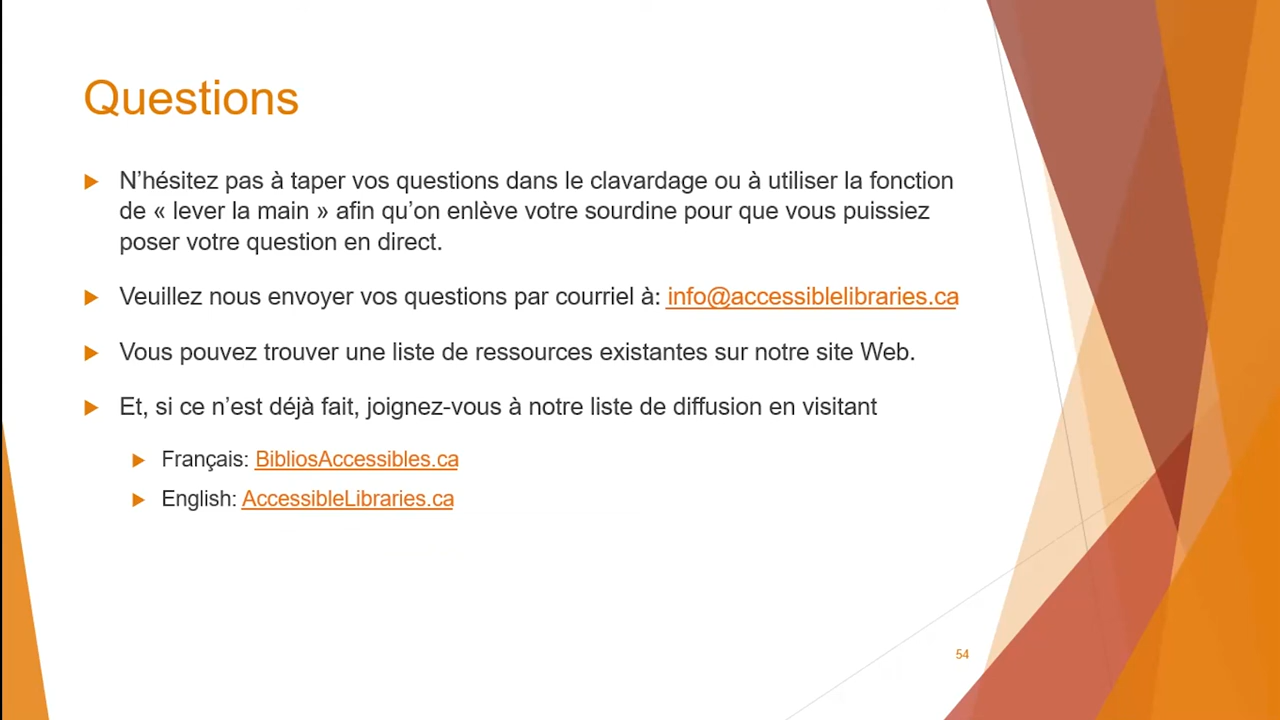 Questions
N’hésitez pas à taper vos questions dans le clavardage ou à utiliser la fonction
de « lever la main » afin qu’on enlève votre sourdine pour que vous puissiez
poser votre question en direct.
Veuillez nous envoyer vos questions par courriel à: info@accessiblelibraries.ca
Vous pouvez trouver une liste de ressources existantes sur notre site Web.
Et, si ce n’est déjà fait, joignez-vous à notre liste de diffusion en visitant
Français: BibliosAccessibles.ca
English: AccessibleLibraries.ca
54